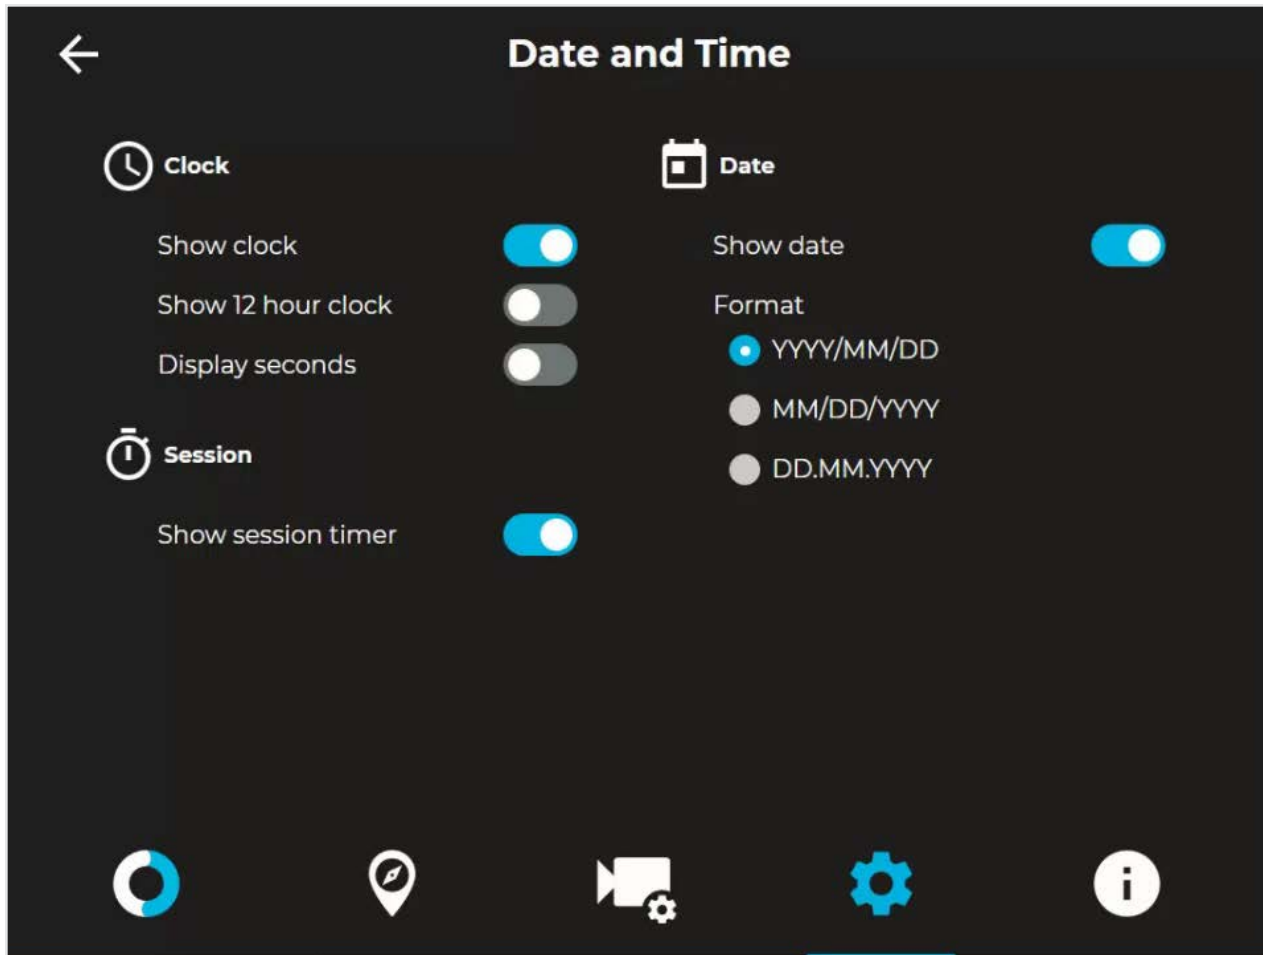 Date and Time
Clock
Show clock
Show 12 hour clock
Display seconds
Session
Show session timer
Date
Show date
Format
YYYY/MM/DD
MM/DD/YYYY
DD.MM.YYYY